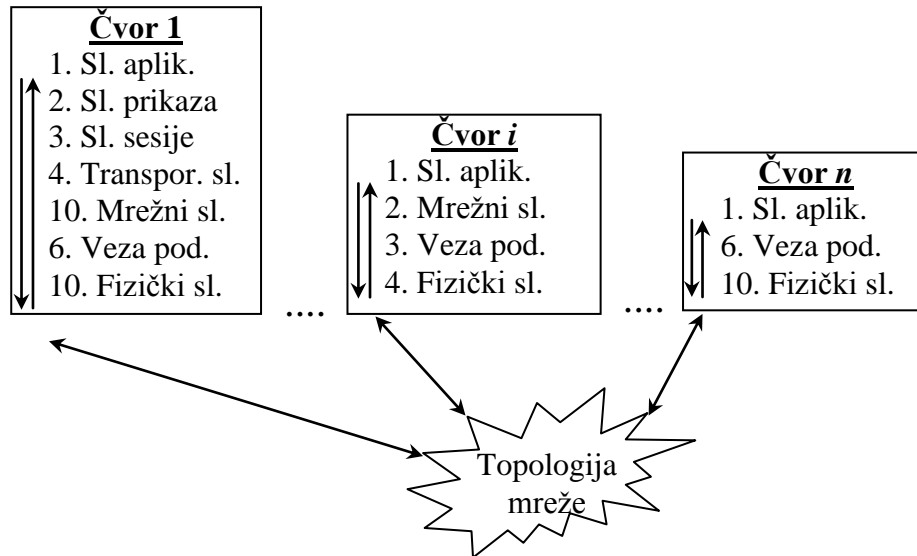 Čvor 1
1. Sl. aplik.
2. Sl. prikaza
3. Sl. sesije
4. Transpor. sl.
10. Mrežni sl.
6. Veza pod.
10. Fizički sl.
....
Čvor i
1. Sl. aplik.
2. Mrežni sl.
3. Veza pod.
4. Fizički sl.
....
Čvor n
1. Sl. aplik.
6. Veza pod.
10. Fizički sl.
Topologija
mreže